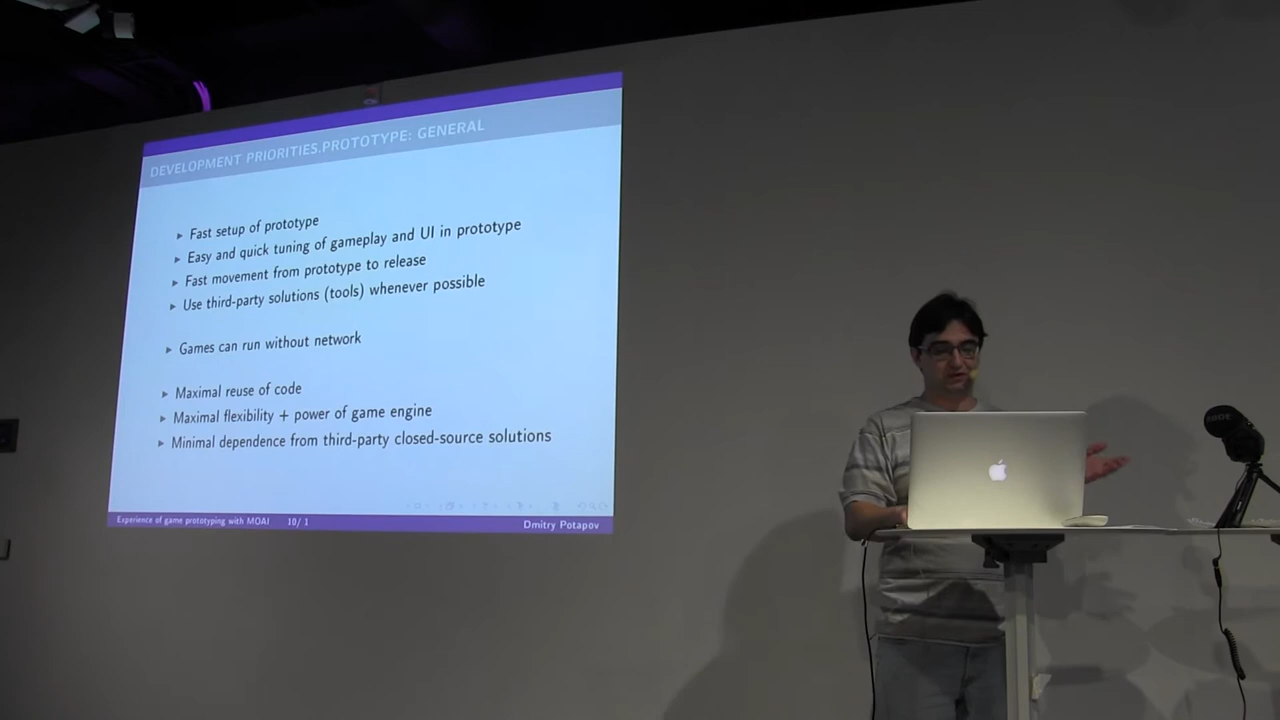 DEVELOPMENT PRIORITIES.PROTOTYPE: GENERAL
Fast setup of prototype
Easy and quick tuning of gameplay and UI in prototype
Fast movement from prototype to release
Use third-party solutions (tools) whenever possible
Games can run without network
Maximal reuse of code
Maximal flexibility + power of game engine
Minimal dependence from third-party closed-source solutions
Experience of game prototyping with MOAI 10/ 1 Dmitry Potapov
RODE